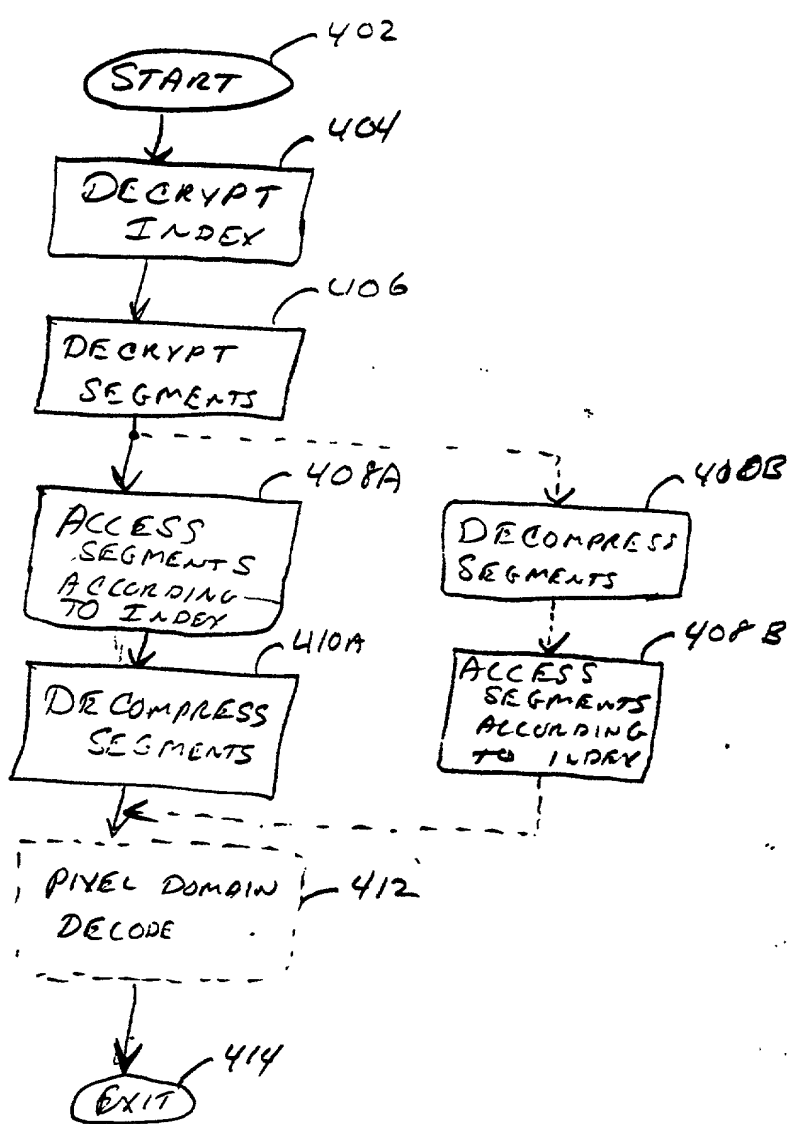 402
START
404
DECRYPT
INDEX
406
DECRYPT
SEGMENTS
408A
ACCESS
SEGMENTS
ACCORDING
TO INDEX
400B
DECOMPRESS
SEGMENTS
410A
DECOMPRESS
SEGMENTS
408B
ACCESS
SEGMENTS
ACCORDING
TO INDEX
PIXEL DOMAIN
DECODE
412
414
EXIT